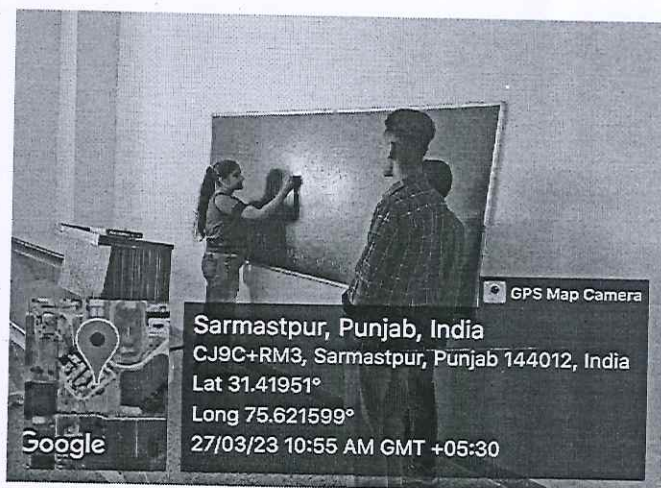 GPS Map Camera
Sarmastpur, Punjab, India
CJ9C+RM3, Sarmastpur, Punjab 144012, India
Lat 31.41951°
Long 75.621599°
27/03/23 10:55 AM GMT +05:30
Google